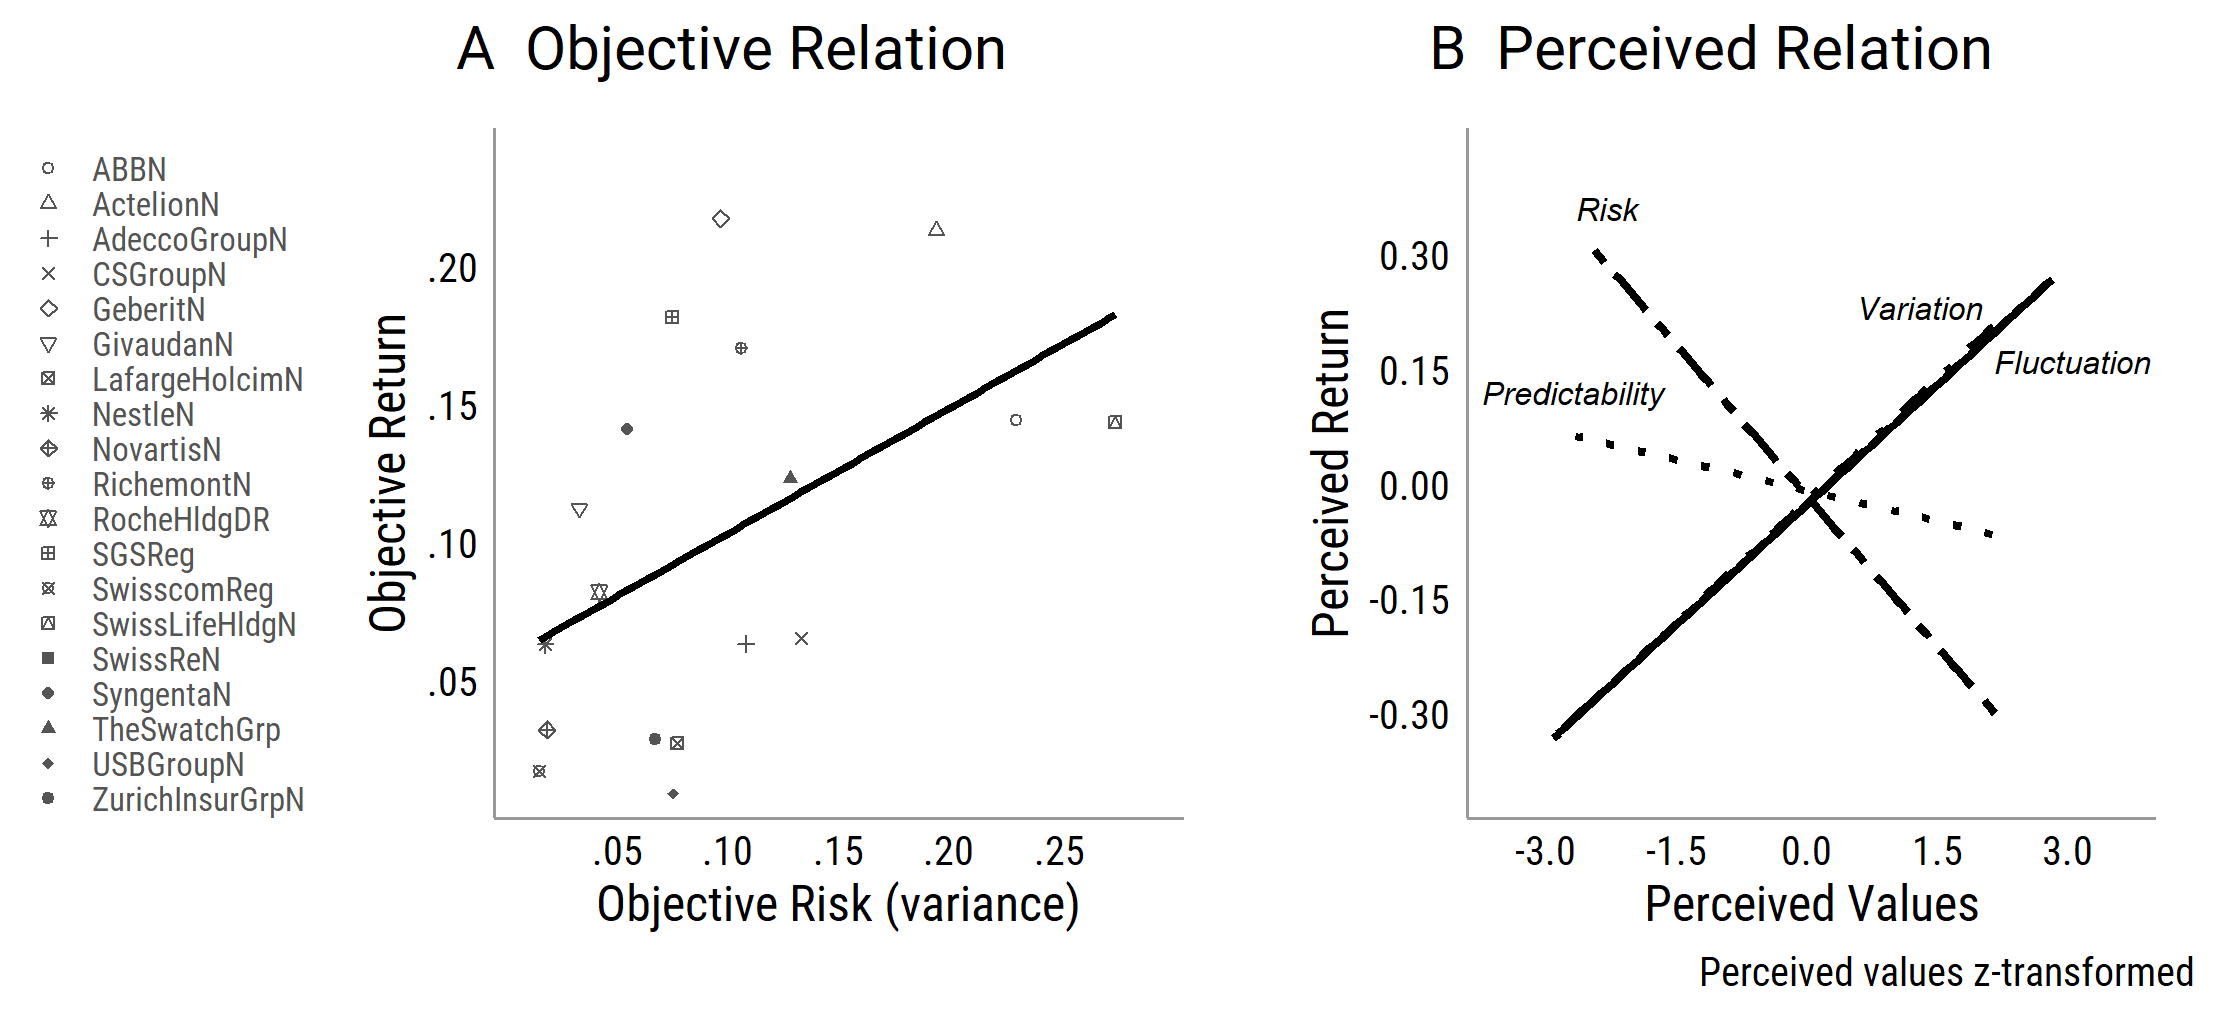 A Objective Relation
ABBN
ActelionN
AdeccoGroupN
CSGroupN
GeberitN
GivaudanN
LafargeHolcimN
NestleN
NovartisN
RichemontN
RocheHldgDR
SGSReg
SwisscomReg
SwissLifeHldgN
SwissReN
SyngentaN
TheSwatchGrp
USBGroupN
ZurichInsurGrpN
Objective Return
.20
.15
.10
.05
.05 .10 .15 .20 .25
Objective Risk (variance)
B Perceived Relation
Perceived Return
0.30
0.15
0.00
-0.15
-0.30
Risk
Variation
Fluctuation
Predictability
-3.0 -1.5 0.0 1.5 3.0
Perceived Values
Perceived values z-transformed